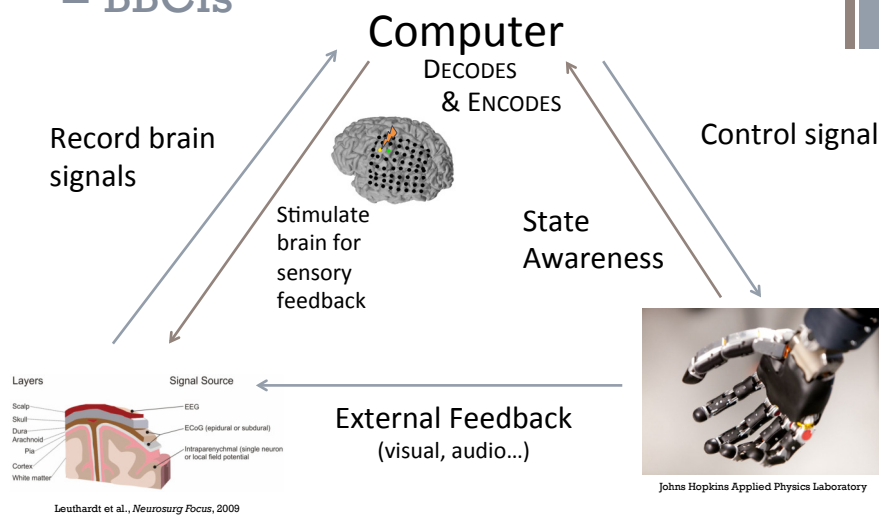 – BBCIs
Computer
DECODES
& ENCODES
Record brain
signals
Control signal
Stimulate
brain for
sensory
feedback
State
Awareness
Layers
Signal Source
Scalp
Skull
Dura
Arachnoid
Pia
Cortex
White matter
EEG
ECoG (epidural or subdural)
Intraparenychmal (single neuron
or local field potential
External Feedback
(visual, audio...)
Johns Hopkins Applied Physics Laboratory
Leuthardt et al., Neurosurg Focus, 2009